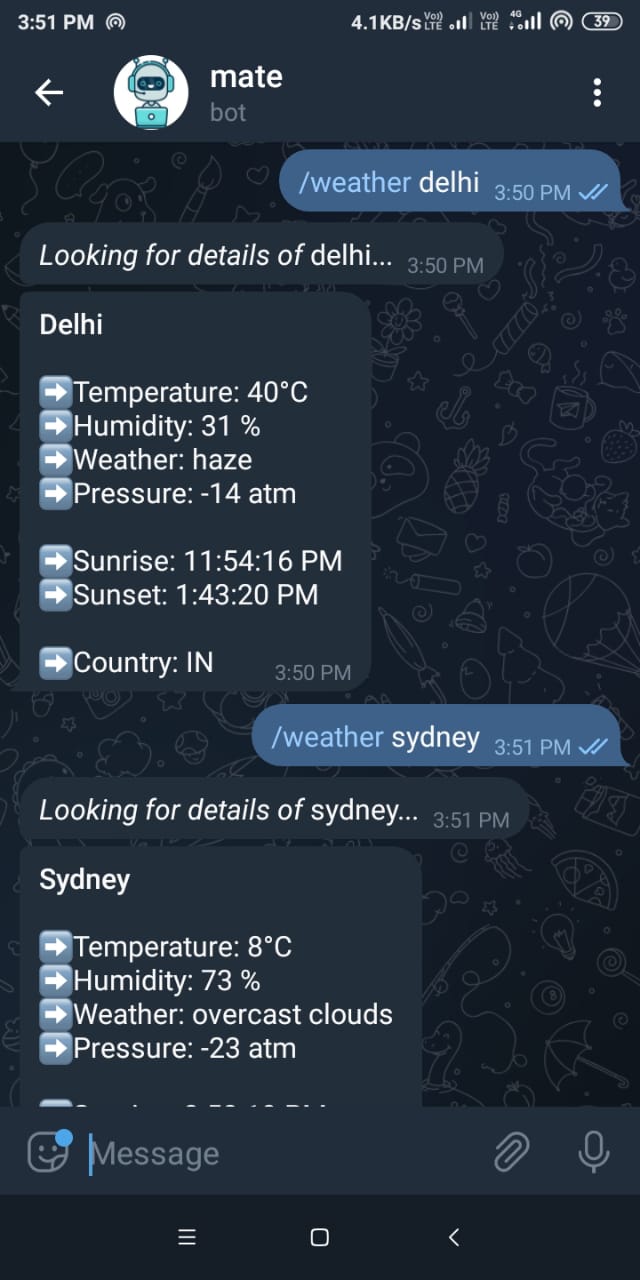 3:51 PM
4.1KB/s Vo) LTE Vo) LTE 4G 39
mate
bot
/weather delhi 3:50 PM
Looking for details of delhi... 3:50 PM
Delhi
➡Temperature: 40°C
➡Humidity: 31 %
➡Weather: haze
➡Pressure: -14 atm
➡Sunrise: 11:54:16 PM
➡Sunset: 1:43:20 PM
➡Country: IN 3:50 PM
/weather sydney 3:51 PM
Looking for details of sydney... 3:51 PM
Sydney
➡Temperature: 8°C
➡Humidity: 73 %
➡Weather: overcast clouds
➡Pressure: -23 atm
Message